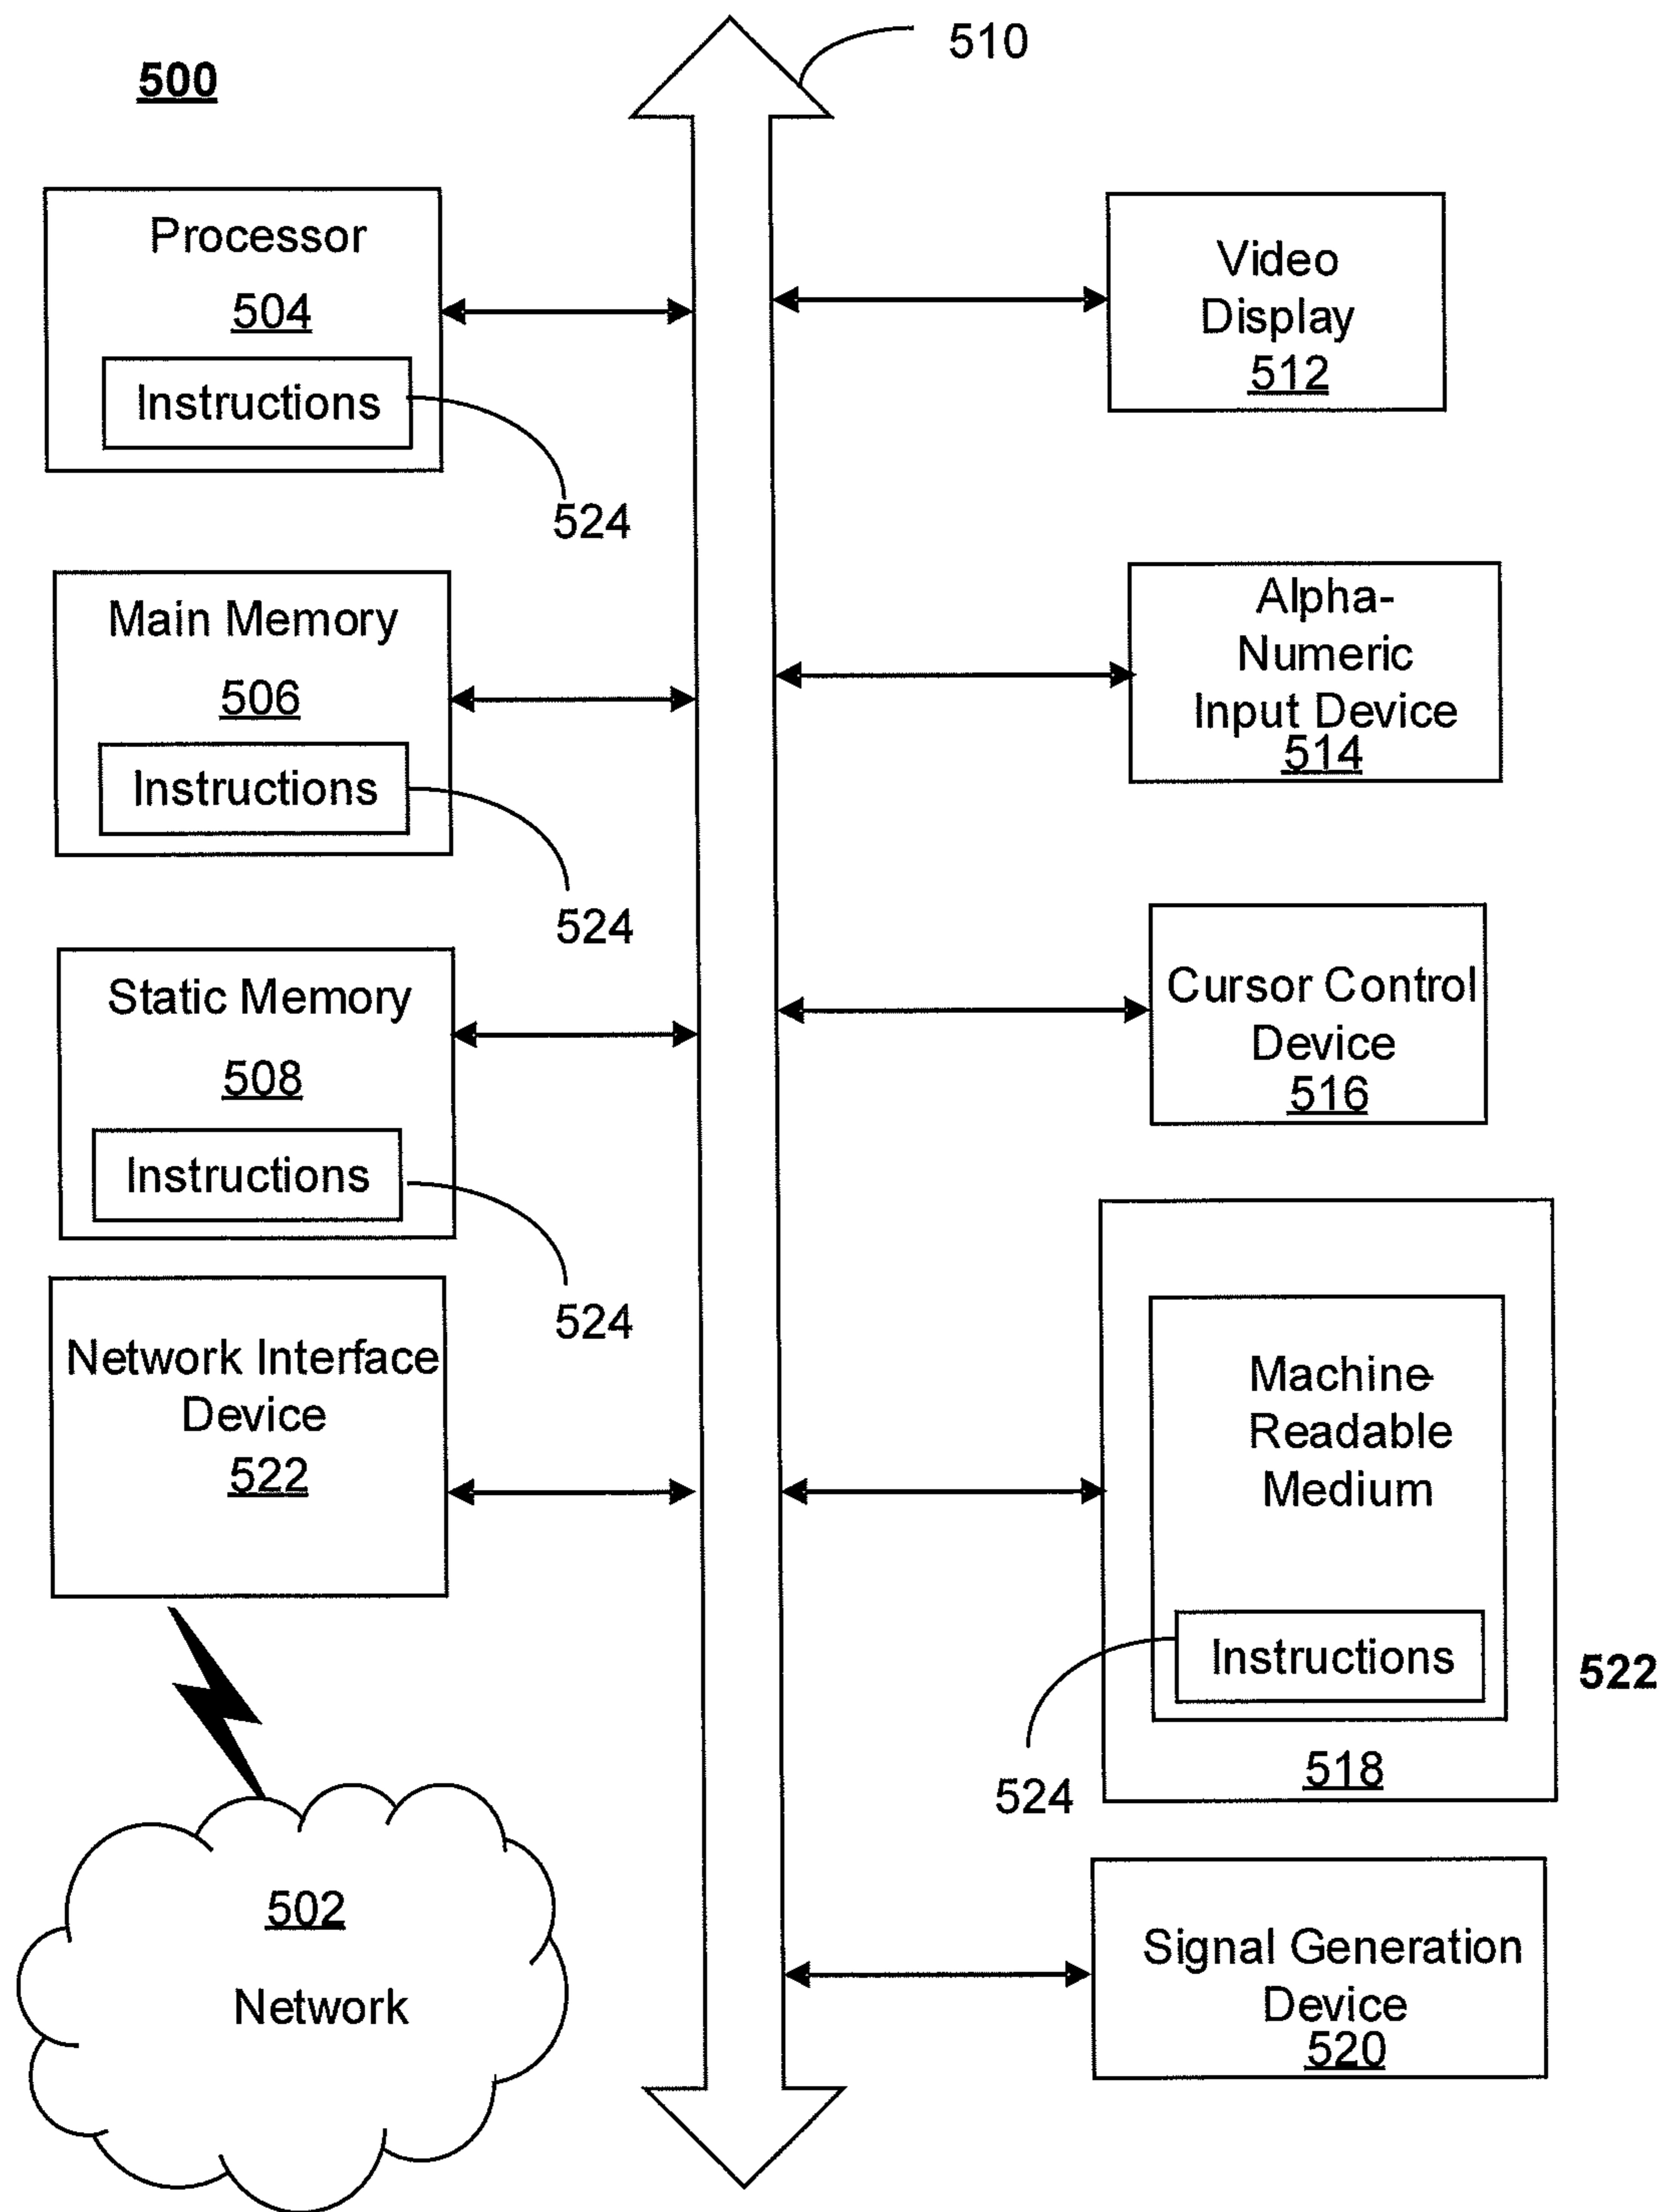 500
510
Processor
504
Instructions
524
Main Memory
506
Instructions
524
Static Memory
508
Instructions
524
Network Interface
Device
522
502
Network
Video
Display
512
Alpha-
Numeric
Input Device
514
Cursor Control
Device
516
Machine-
Readable
Medium
Instructions
522
524
518
Signal Generation
Device
520